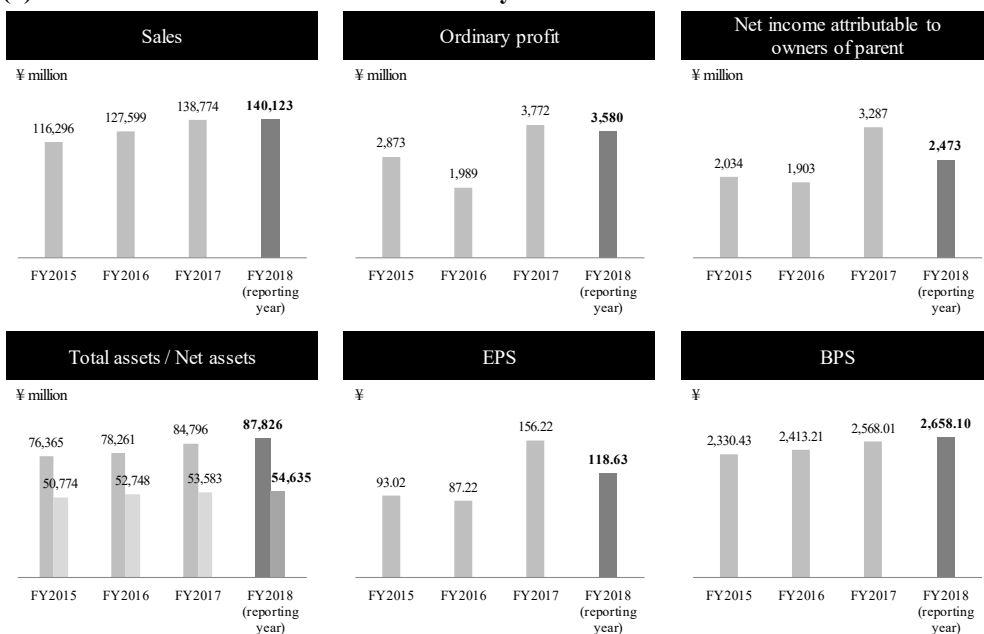 Sales
¥ million
116,296
127,599
138,774
140,123
FY2015
FY2016
FY2017
FY2018
(reporting
year)
Ordinary profit
¥ million
2,873
1,989
3,772
3,580
FY2015
FY2016
FY2017
FY2018
(reporting
year)
Net income attributable to
owners of parent
¥ million
2,034
1,903
3,287
2,473
FY2015
FY2016
FY2017
FY2018
(reporting
year)
Total assets / Net assets
¥ million
76,365
50,774
78,261
52,748
84,796
53,583
87,826
54,635
FY2015
FY2016
FY2017
FY2018
(reporting
year)
EPS
¥
93.02
87.22
156.22
118.63
FY2015
FY2016
FY2017
FY2018
(reporting
year)
BPS
¥
2,330.43
2,413.21
2,568.01
2,658.10
FY2015
FY2016
FY2017
FY2018
(reporting
year)